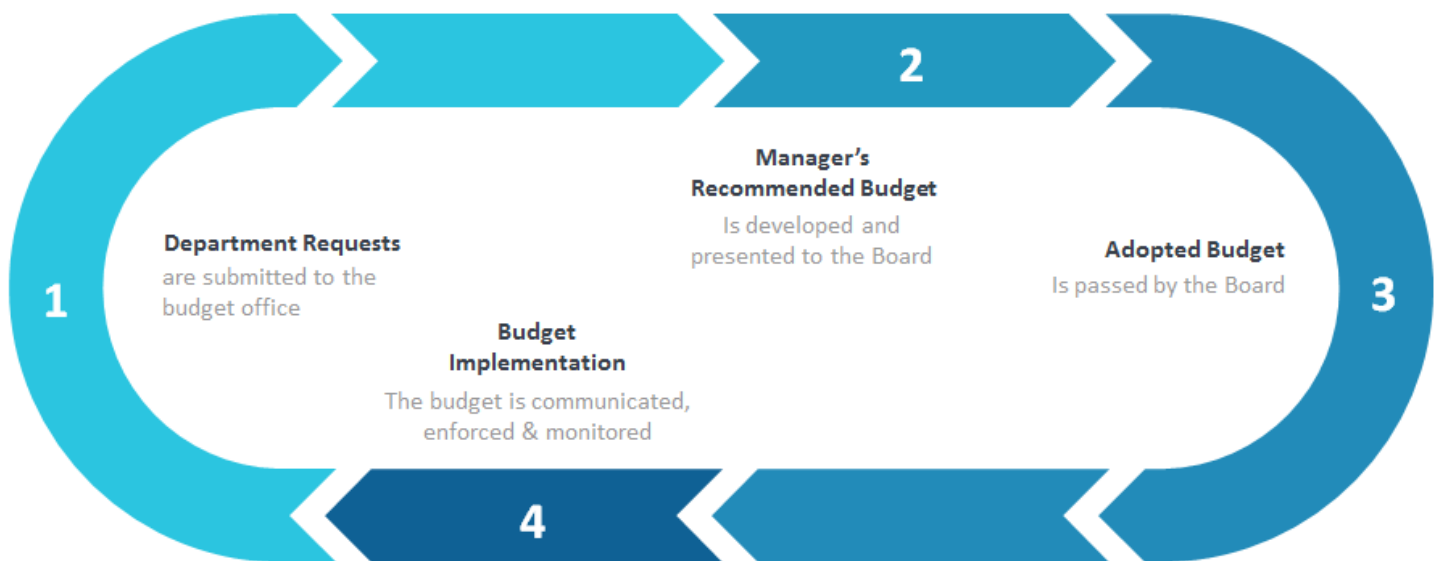 1
Department Requests
are submitted to the
budget office
2
Manager's
Recommended Budget
Is developed and
presented to the Board
3
Adopted Budget
Is passed by the Board
4
Budget
Implementation
The budget is communicated,
enforced & monitored